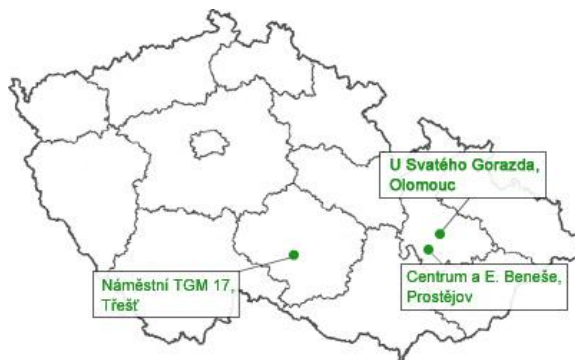 U Svatého Gorazda,
Olomouc
Náměstní TGM 17,
Třešť
Centrum a E. Beneše,
Prostějov